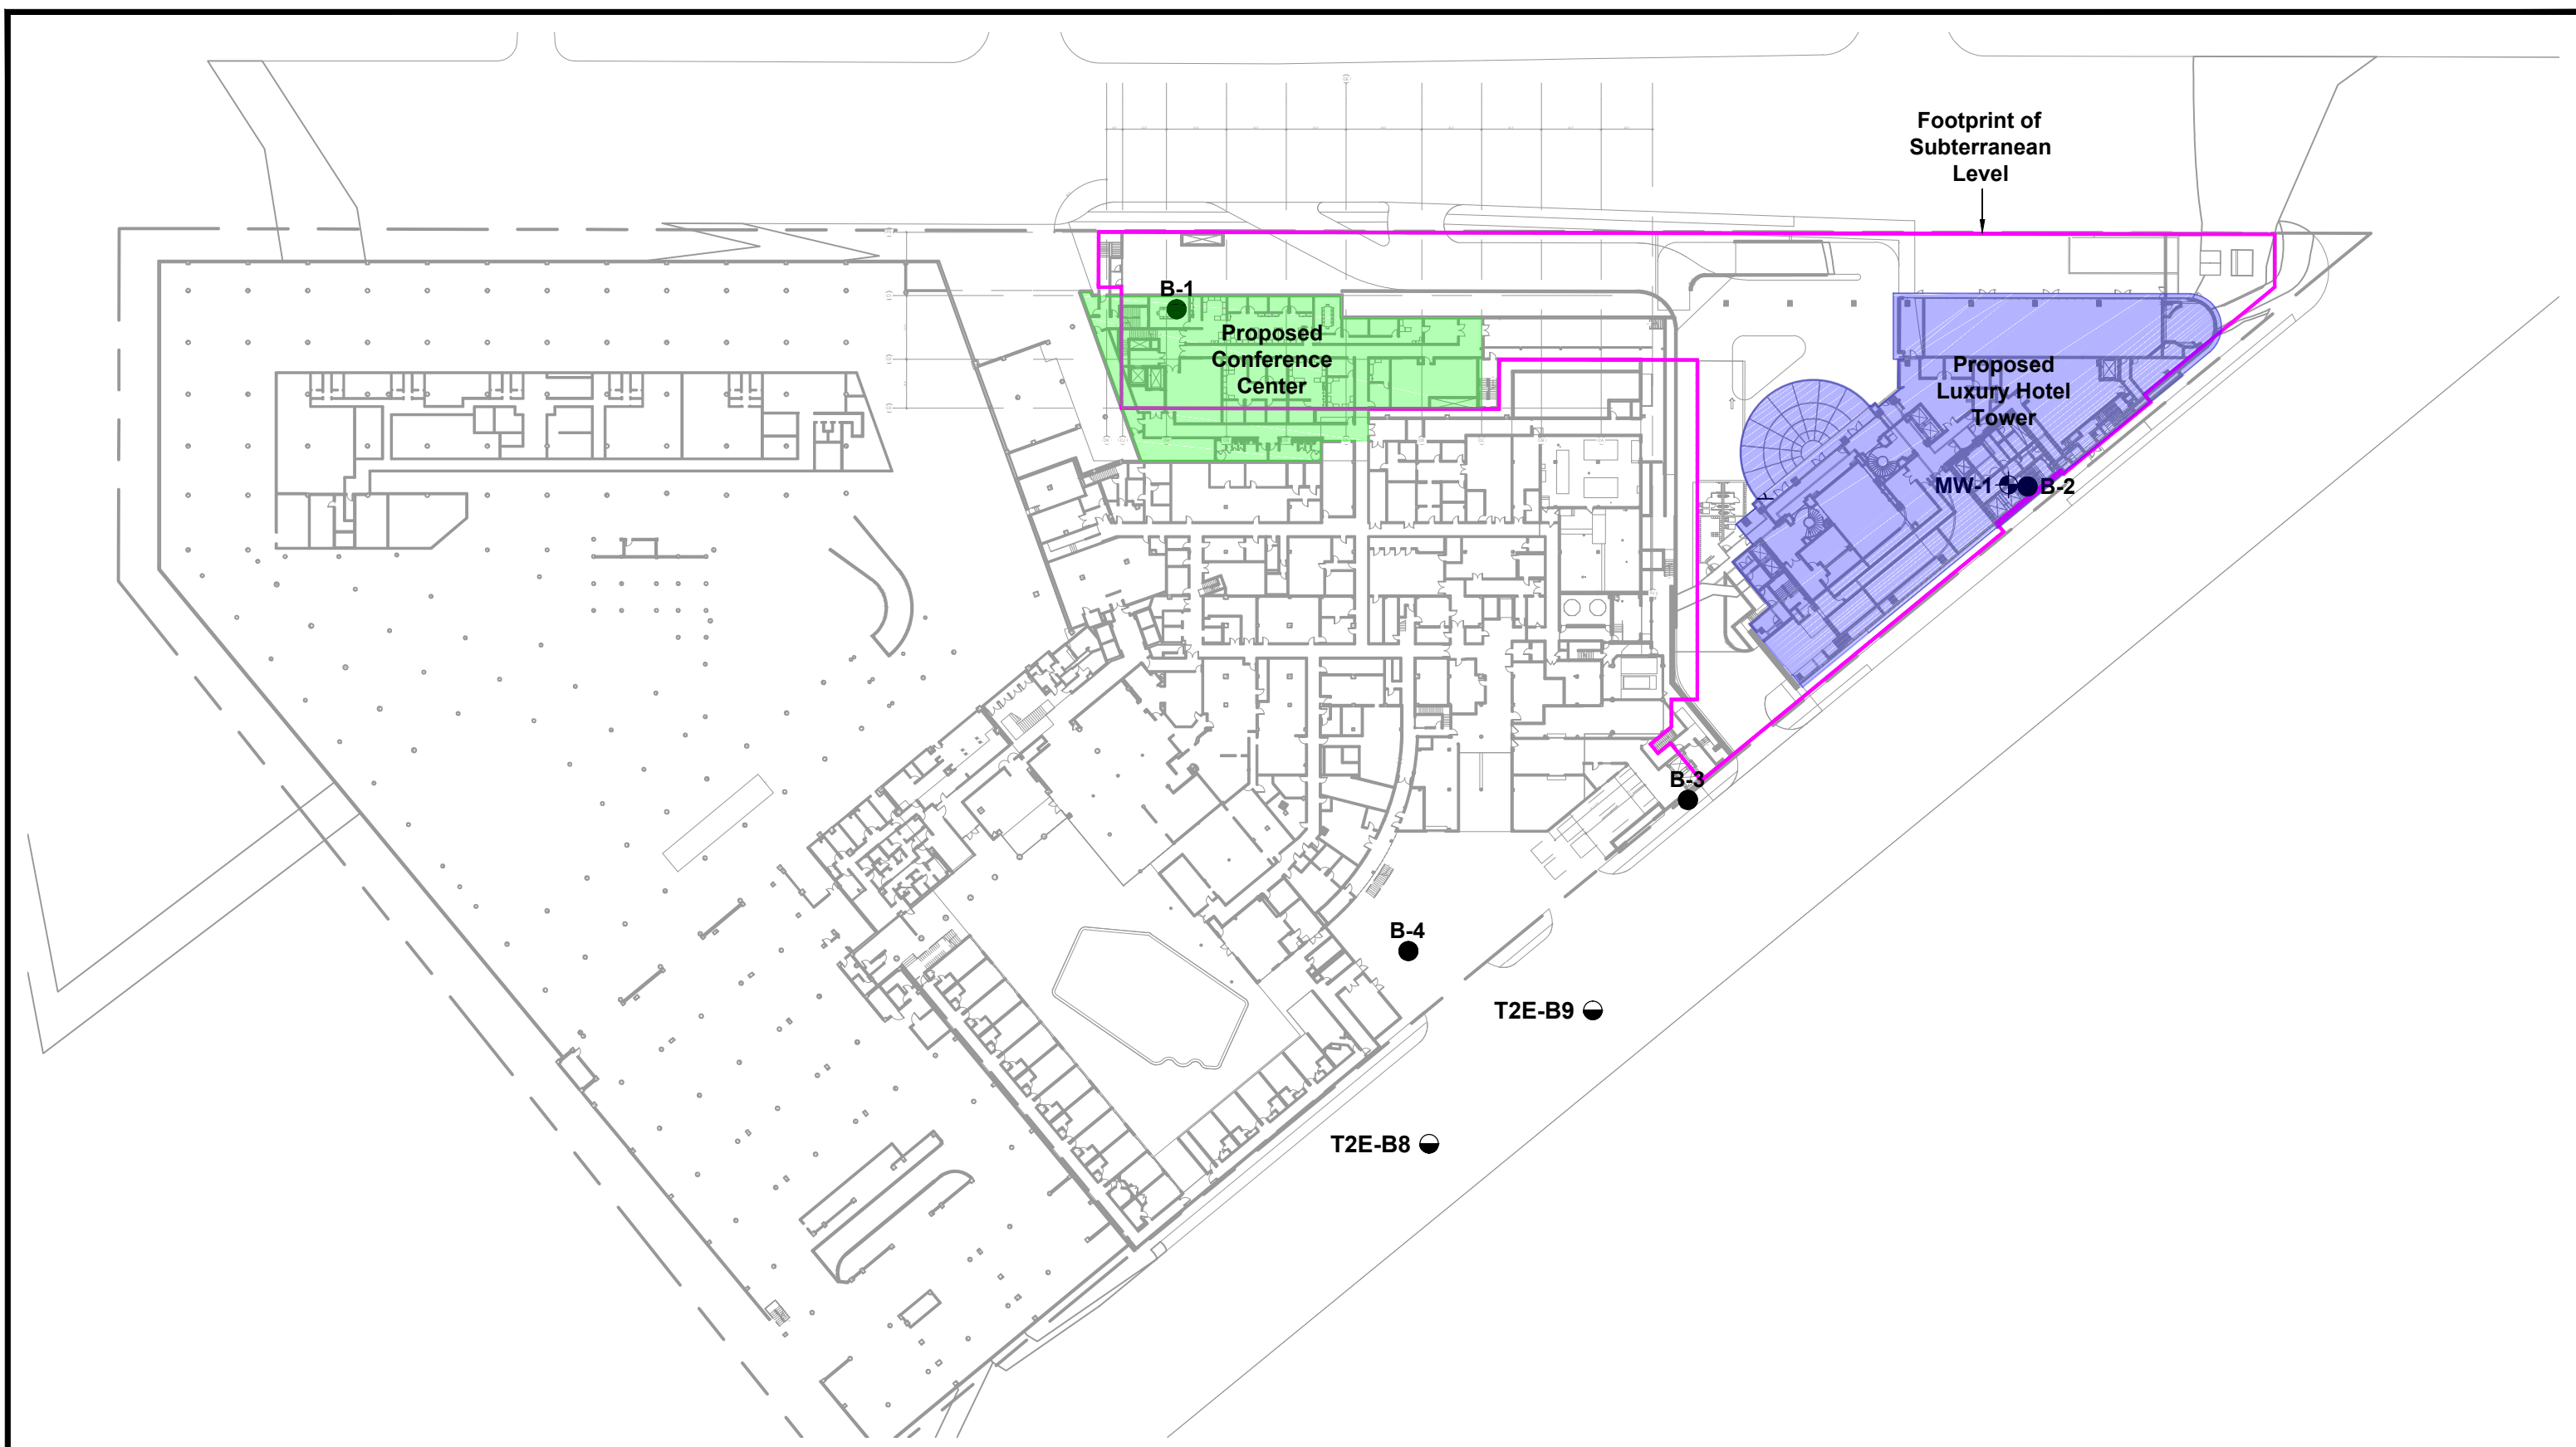 Footprint of
Subterranean
Level
B-1
Proposed
Conference
Center
Proposed
Luxury Hotel
Tower
MW-1
B-2
B-3
B-4
T2E-B9
T2E-B8